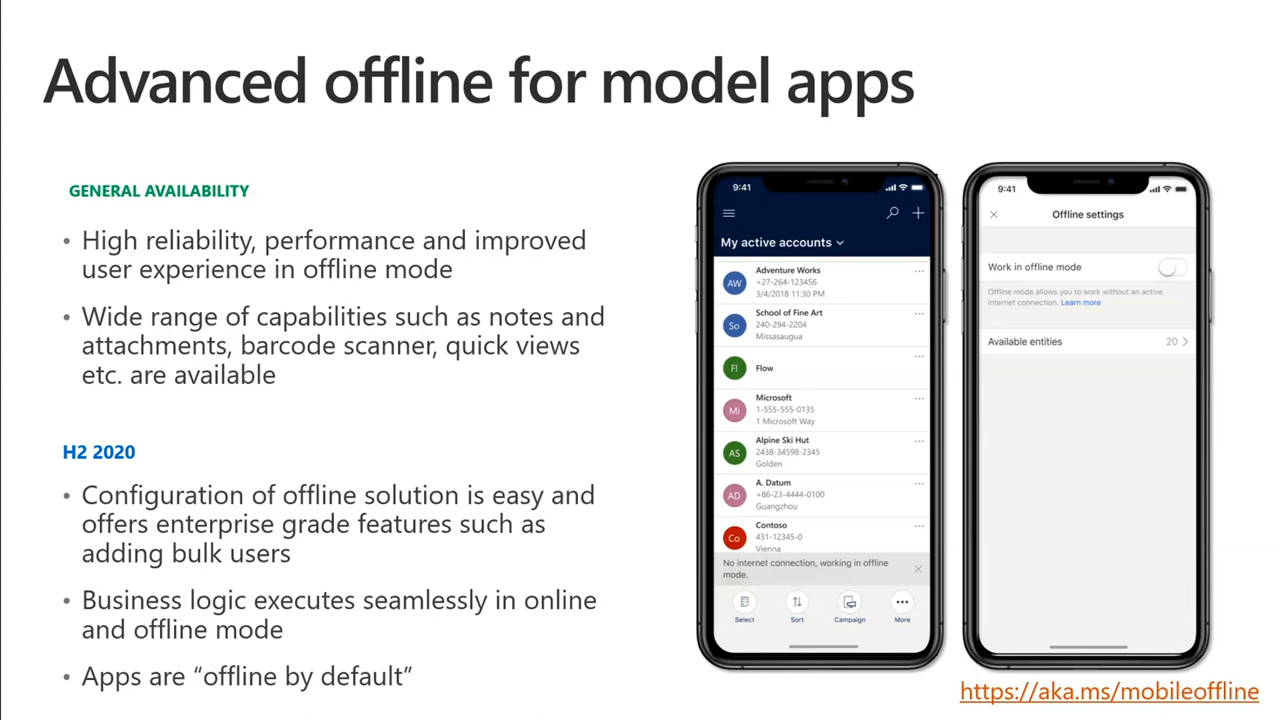 Advanced offline for model apps
GENERAL AVAILABILITY
• High reliability, performance and improved
user experience in offline mode
• Wide range of capabilities such as notes and
attachments, barcode scanner, quick views
etc. are available
H2 2020
• Configuration of offline solution is easy and
offers enterprise grade features such as
adding bulk users
• Business logic executes seamlessly in online
and offline mode
• Apps are “offline by default”
9:41
My active accounts
AW
Adventure Works
+27-264-123456
3/4/2018 11:30 PM
So
School of Fine Art
240-294-2204
Missasaugua
Fl
Flow
Mi
Microsoft
1-555-555-0135
1 Microsoft Way
AS
Alpine Ski Hut
2438-34598-2345
Golden
AD
A. Datum
+86-23-4444-0100
Guangzhou
Co
Contoso
431-12345-0
Vienna
No internet connection, working in offline
mode.
Select Sort Campaign More
9:41
Offline settings
Work in offline mode
Offline mode allows you to work without an active
internet connection. Learn more
Available entities 20
https://aka.ms/mobileoffline